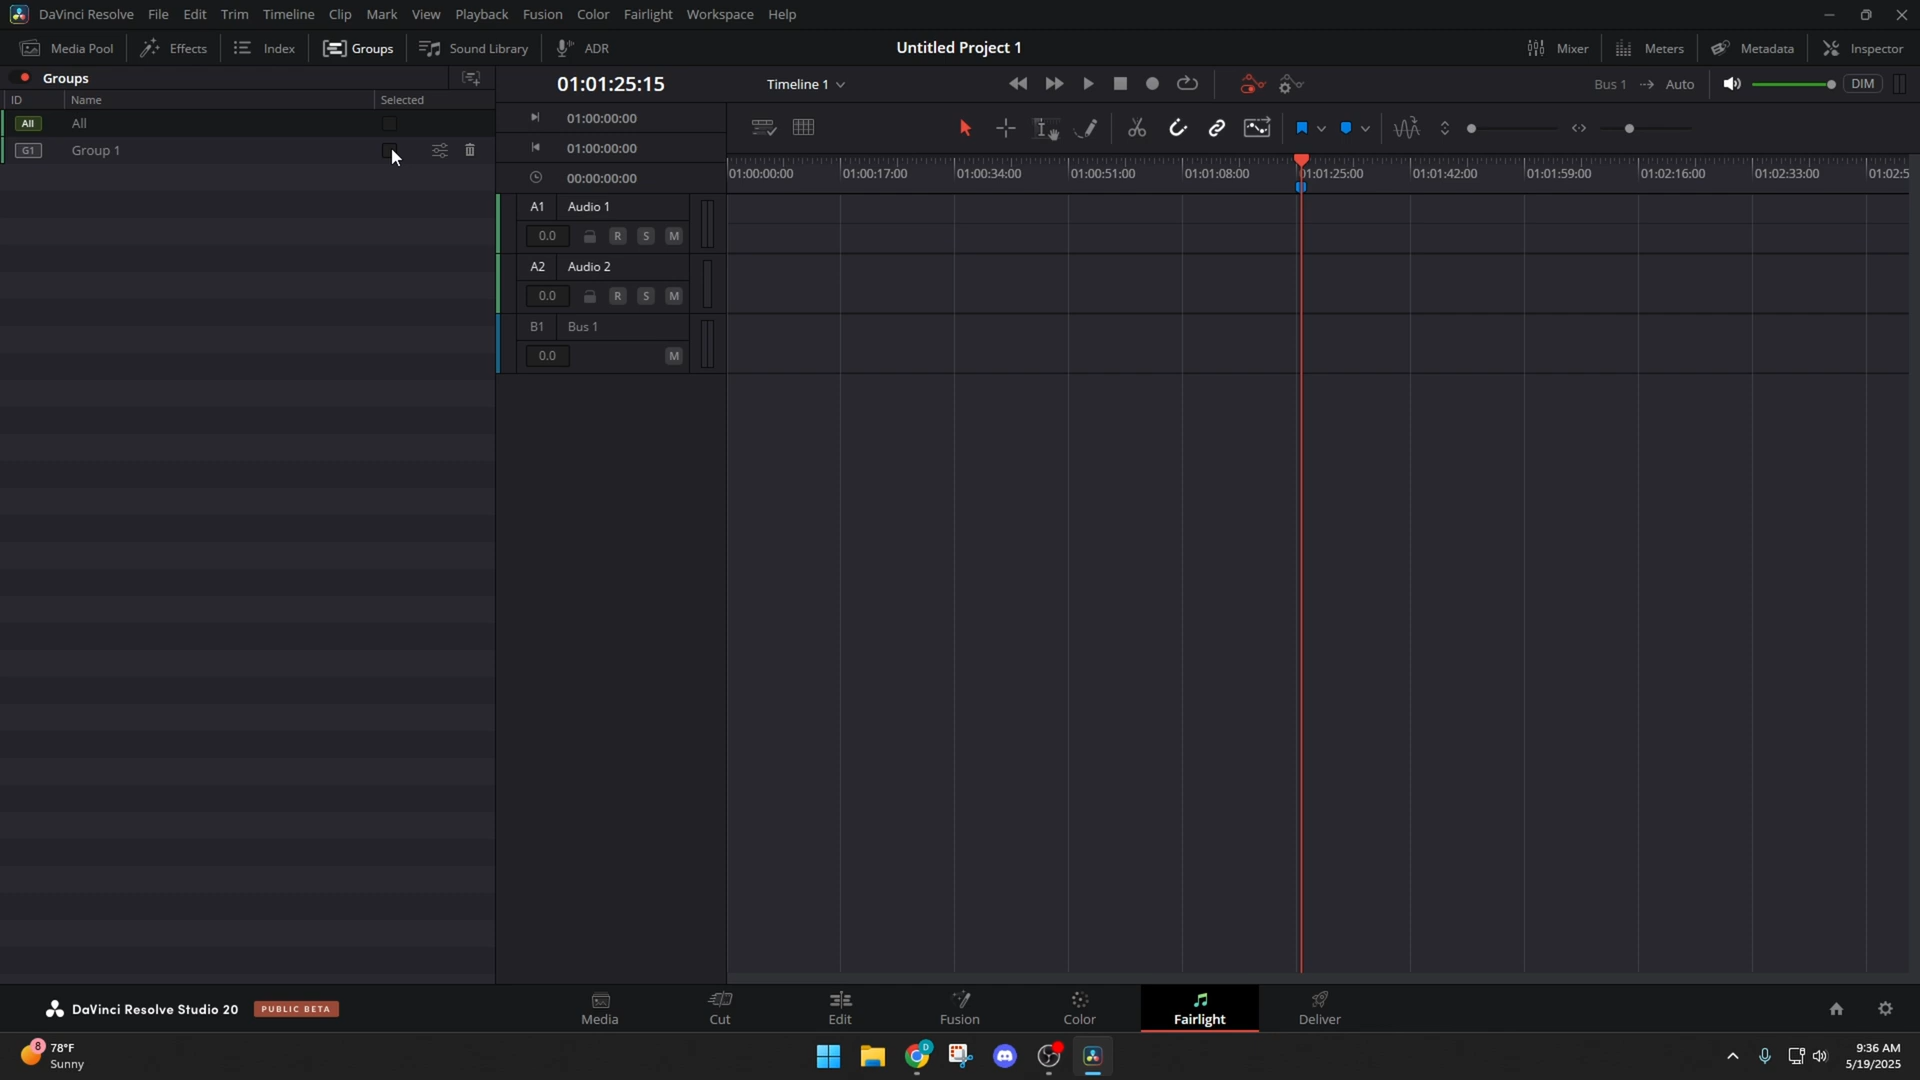 DaVinci Resolve File Edit Trim Timeline Clip Mark View Playback Fusion Color Fairlight Workspace Help
Media Pool Effects Index Groups Sound Library ADR Untitled Project 1 Mixer Meters Metadata Inspector
Groups 01:01:25:15 Timeline 1 Bus 1 Auto DIM
ID Name Selected
All All 01:00:00:00
G1 Group 1 01:00:00:00
00:00:00:00
01:00:00:00 01:00:17:00 01:00:34:00 01:00:51:00 01:01:08:00 01:01:25:00 01:01:42:00 01:01:59:00 01:02:16:00 01:02:33:00 01:02:5
A1 Audio 1
0.0 R S M
A2 Audio 2
0.0 R S M
B1 Bus 1
0.0 M
DaVinci Resolve Studio 20 PUBLIC BETA Media Cut Edit Fusion Color Fairlight Deliver
8 78°F
Sunny
D
9:36 AM
5/19/2025